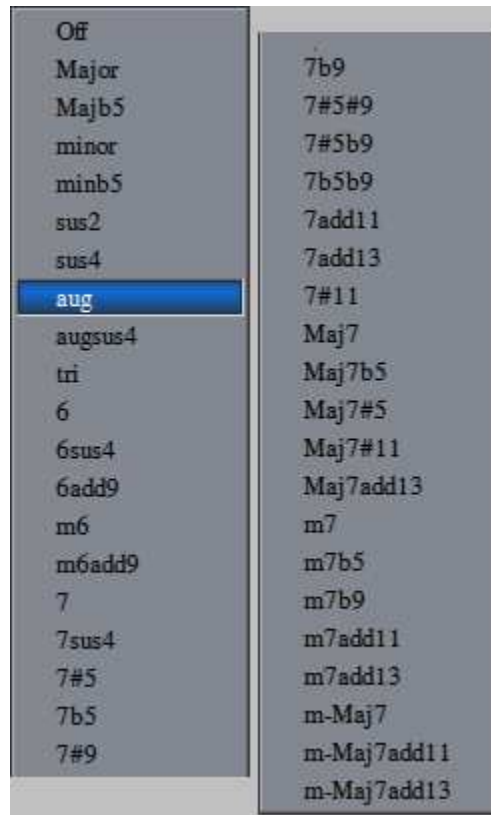 Off
Major
Majb5
minor
minb5
sus2
sus4
aug
augsus4
tri
6
6sus4
6add9
m6
m6add9
7
7sus4
7#5
7b5
7#9
7b9
7#5#9
7#5b9
7b5b9
7add11
7add13
7#11
Maj7
Maj7b5
Maj7#5
Maj7#11
Maj7add13
m7
m7b5
m7b9
m7add11
m7add13
m-Maj7
m-Maj7add11
m-Maj7add13